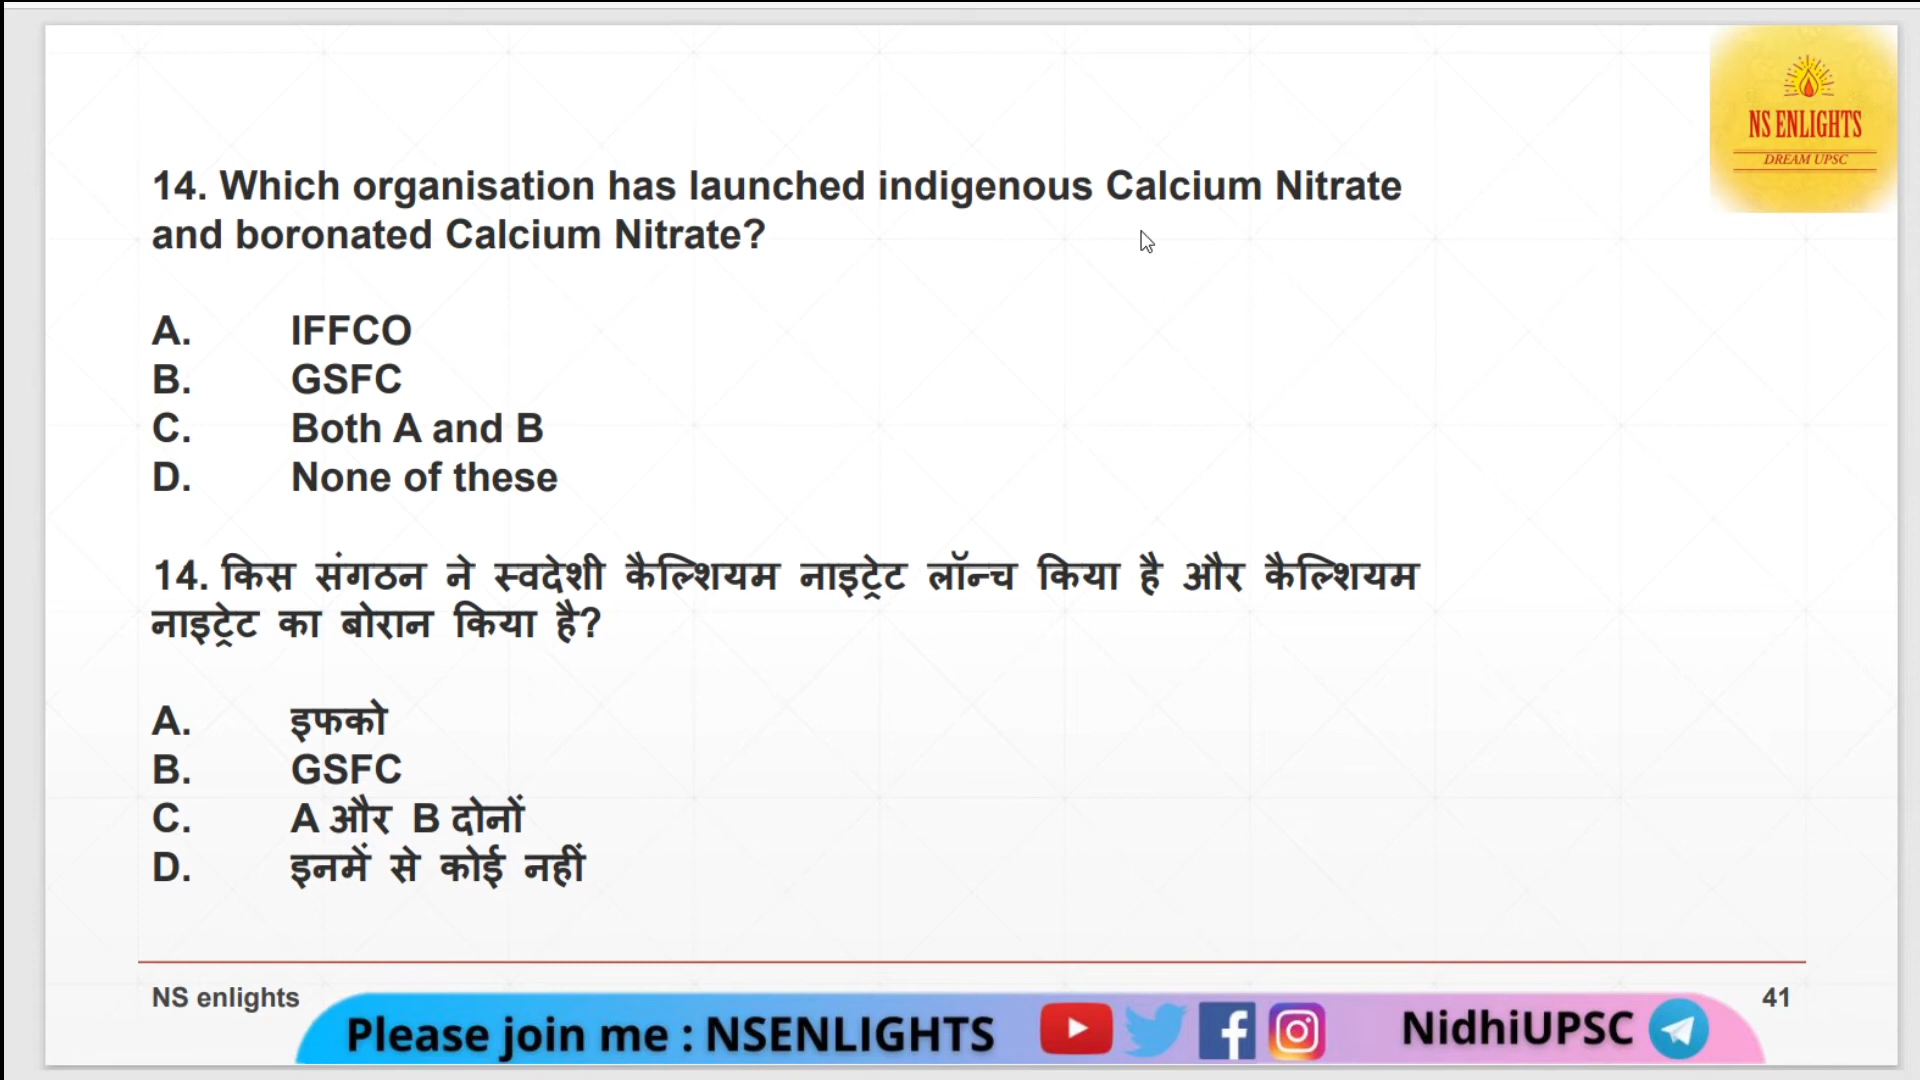 NS ENLIGHTS
DREAM UPSC
14. Which organisation has launched indigenous Calcium Nitrate
and boronated Calcium Nitrate?
A. IFFCO
B. GSFC
C. Both A and B
D. None of these
14. किस संगठन ने स्वदेशी कैल्शियम नाइट्रेट लॉन्च किया है और कैल्शियम
नाइट्रेट का बोरान किया है?
A. इफको
B. GSFC
C. A और B दोनों
D. इनमें से कोई नहीं
NS enlights
41
Please join me : NSENLIGHTS
NidhiUPSC